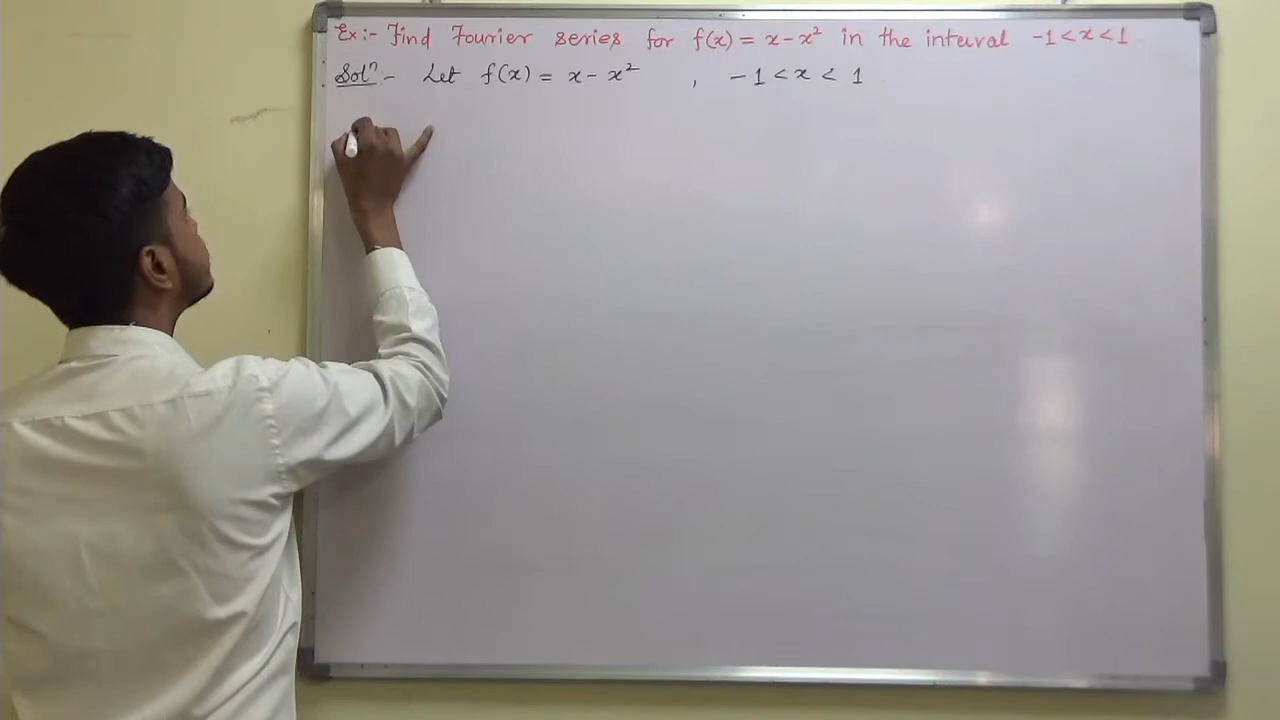 Ex:- Find Fourier series for f(x) = x - x² in the interval -1 < x < 1
Solⁿ- Let f(x) = x - x² , -1 < x < 1